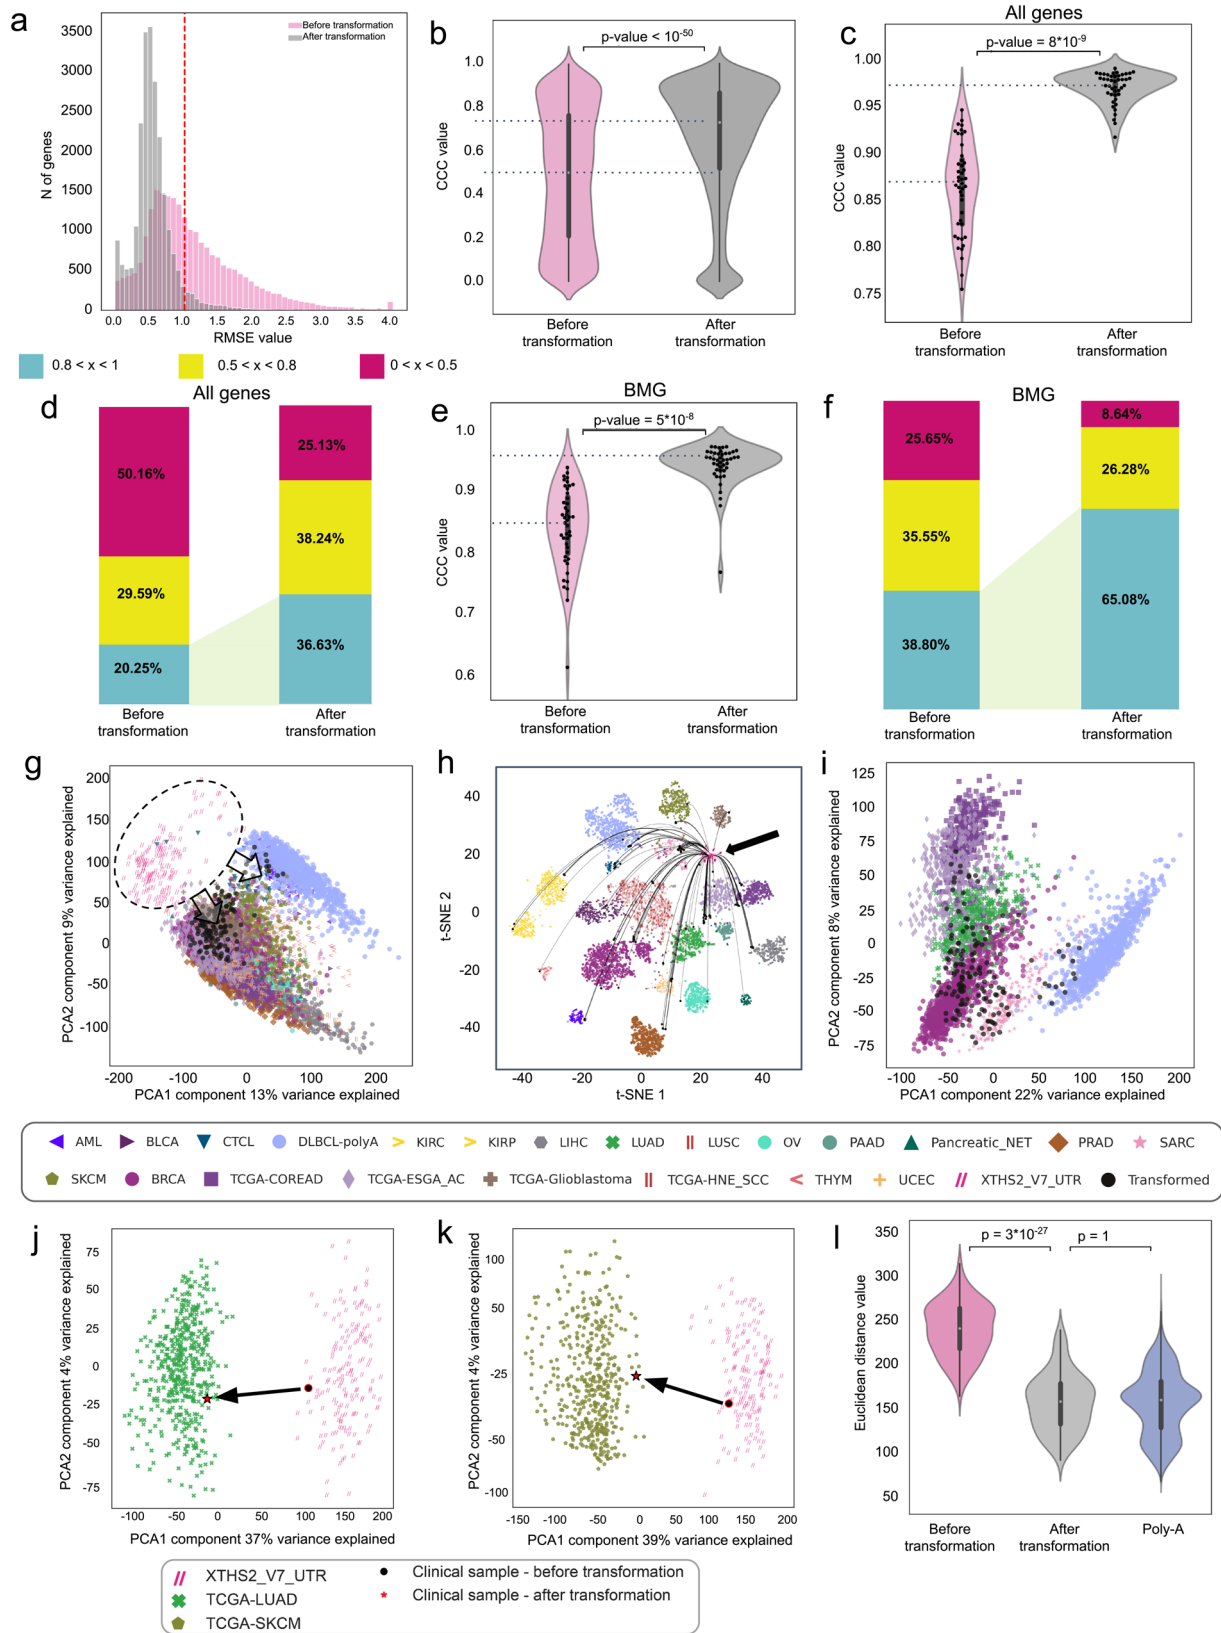 a
Before transformation
After transformation
3500
3000
2500
2000
1500
1000
500
0
N of genes
0.0 0.5 1.0 1.5 2.0 2.5 3.0 3.5 4.0
RMSE value
b
p-value < 10-50
1.0
0.8
0.6
0.4
0.2
0.0
CCC value
Before transformation
After transformation
c
All genes
p-value = 8*10-9
1.00
0.95
0.90
0.85
0.80
0.75
CCC value
Before transformation
After transformation
0.8 < x < 1
0.5 < x < 0.8
0 < x < 0.5
d
All genes
50.16%
29.59%
20.25%
25.13%
38.24%
36.63%
Before transformation
After transformation
e
BMG
p-value = 5*10-8
1.0
0.9
0.8
0.7
0.6
CCC value
Before transformation
After transformation
f
BMG
25.65%
35.55%
38.80%
8.64%
26.28%
65.08%
Before transformation
After transformation
g
200
150
100
50
0
-50
-100
PCA2 component 9% variance explained
-200 -100 0 100 200
PCA1 component 13% variance explained
h
40
20
0
-20
-40
t-SNE 2
-40 -20 0 20 40
t-SNE 1
i
125
100
75
50
25
0
-25
-50
-75
PCA2 component 8% variance explained
-100 -50 0 50 100 150 200
PCA1 component 22% variance explained
AML BLCA CTCL DLBCL-polyA KIRC KIRP LIHC LUAD LUSC OV PAAD Pancreatic_NET PRAD SARC
SKCM BRCA TCGA-COREAD TCGA-ESGA_AC TCGA-Glioblastoma TCGA-HNE_SCC THYM UCEC XTHS2_V7_UTR Transformed
j
75
50
25
0
-25
-50
-75
PCA2 component 4% variance explained
-100 -50 0 50 100 150 200
PCA1 component 37% variance explained
k
100
50
-25
-50
-100
PCA2 component 4% variance explained
-150 -100 -50 0 50 100 150 200
PCA1 component 39% variance explained
l
p = 3*10-27
p = 1
350
300
250
200
150
100
50
Euclidean distance value
Before transformation
After transformation
Poly-A
XTHS2_V7_UTR
TCGA-LUAD
TCGA-SKCM
Clinical sample - before transformation
Clinical sample - after transformation